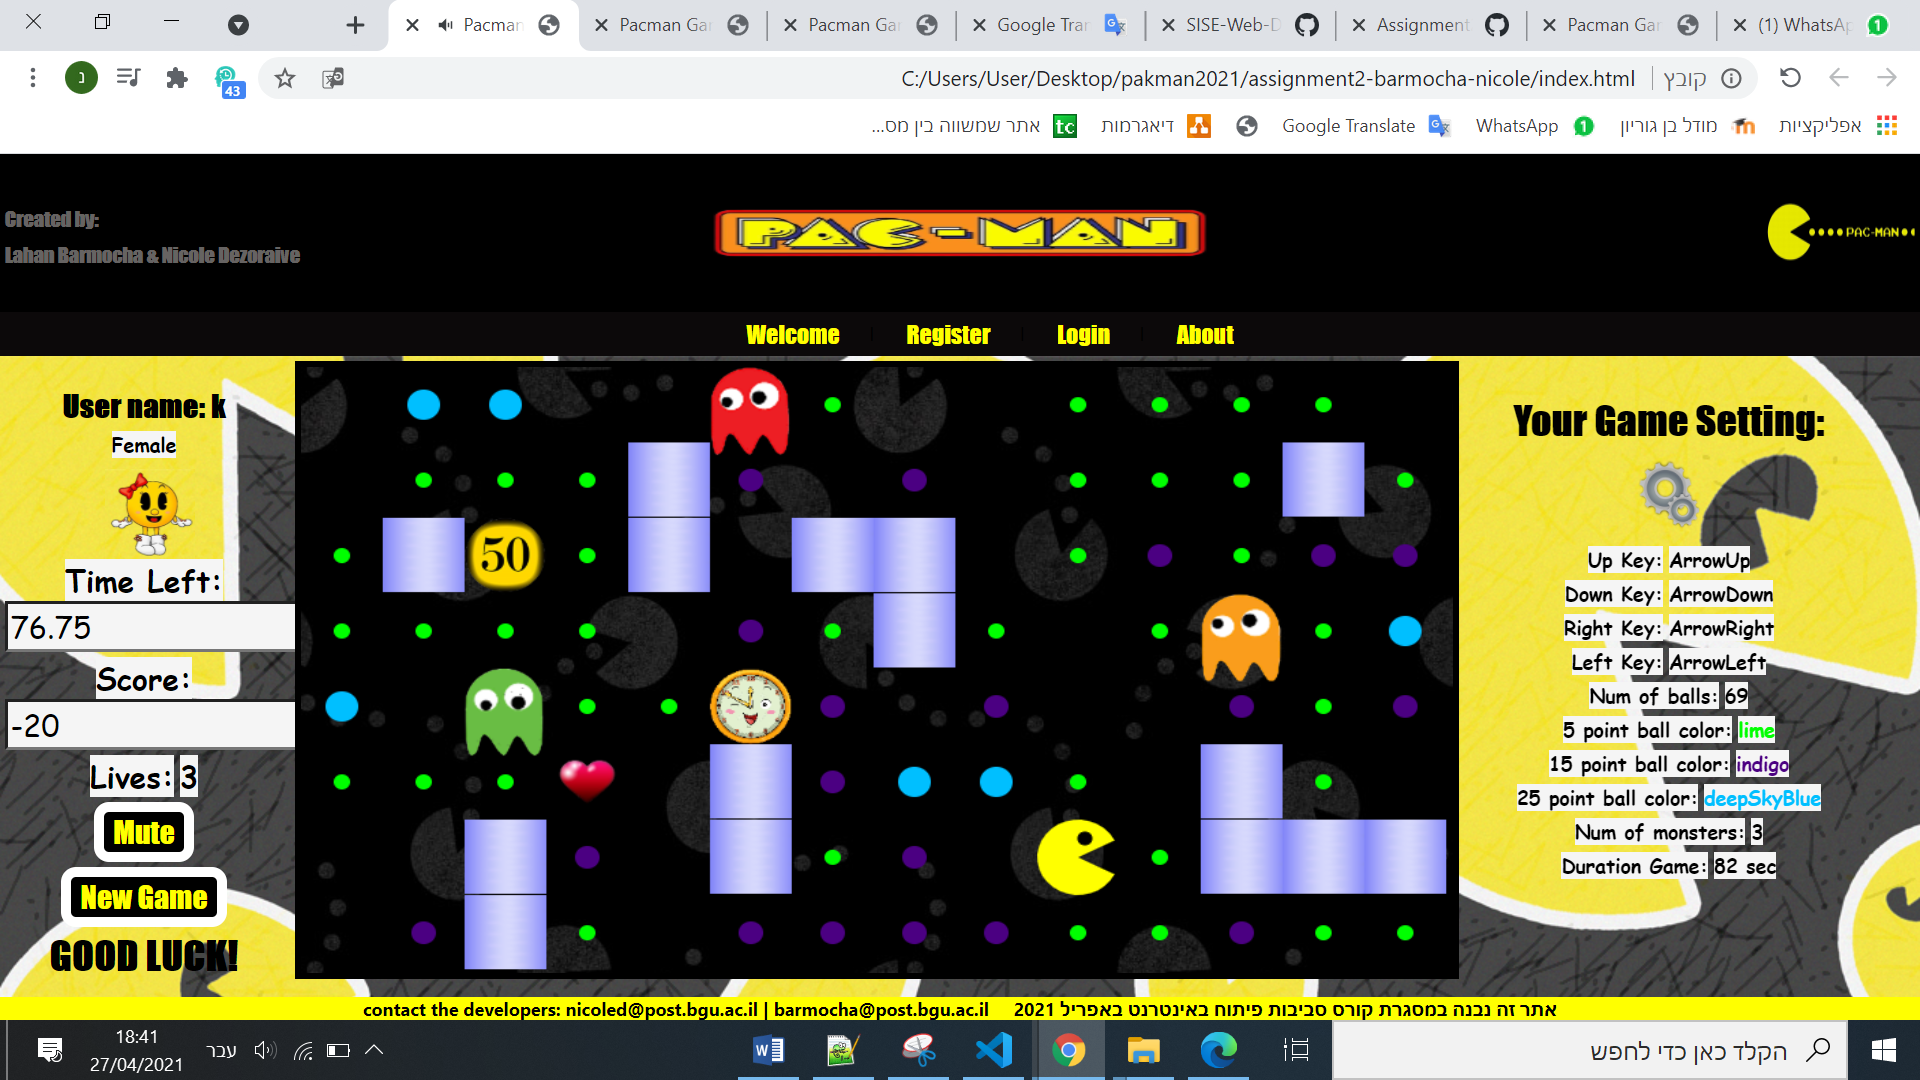 Pacman
Pacman Ga
Pacman Ga
Google Tran
SISE-Web-D
Assignment
Pacman Gar
(1) WhatsAp
1
נ
43
C:/Users/User/Desktop/pakman2021/assignment2-barmocha-nicole/index.html
קובץ
אפליקציות
מודל בן גוריון
WhatsApp
Google Translate
דיאגרמות
אתר שמשווה בין מס...
tc
Created by:
Lahan Barmocha & Nicole Dezoraive
PAC-MAN
PAC-MAN
Welcome
Register
Login
About
User name: k
Female
Time Left:
76.75
Score:
-20
Lives: 3
Mute
New Game
GOOD LUCK!
50
Your Game Setting:
Up Key: ArrowUp
Down Key: ArrowDown
Right Key: ArrowRight
Left Key: ArrowLeft
Num of balls: 69
5 point ball color: lime
15 point ball color: indigo
25 point ball color: deepSkyBlue
Num of monsters: 3
Duration Game: 82 sec
contact the developers: nicoled@post.bgu.ac.il | barmocha@post.bgu.ac.il אתר זה נבנה במסגרת קורס סביבות פיתוח באינטרנט באפריל 2021
18:41
27/04/2021
עבר
הקלד כאן כדי לחפש